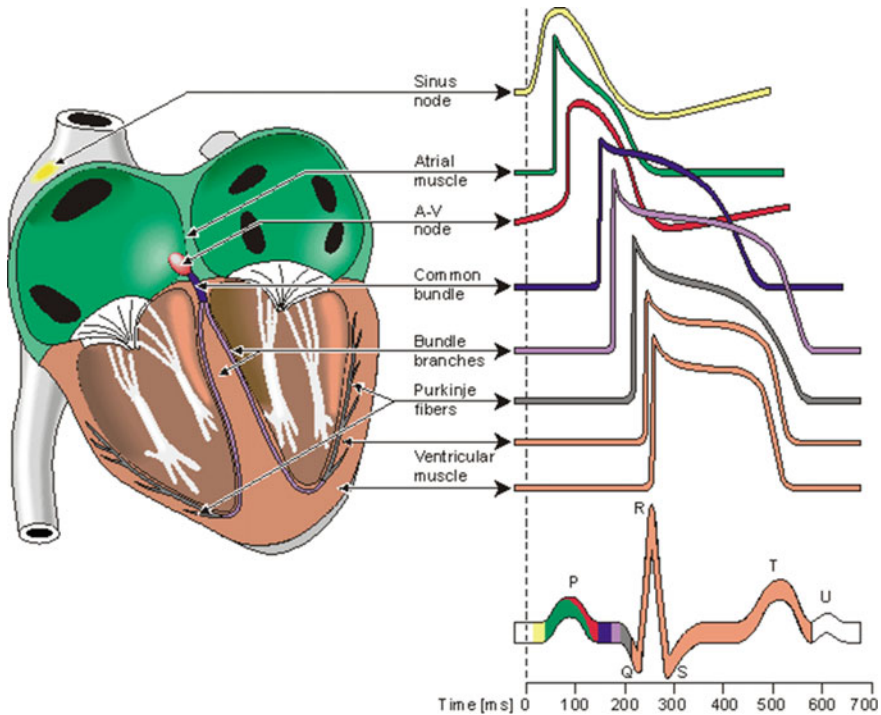 Sinus
node
Atrial
muscle
A-V
node
Common
bundle
Bundle
branches
Purkinje
fibers
Ventricular
muscle
R
P
T
U
Q
S
Time [ms]
0 100 200 300 400 500 600 700